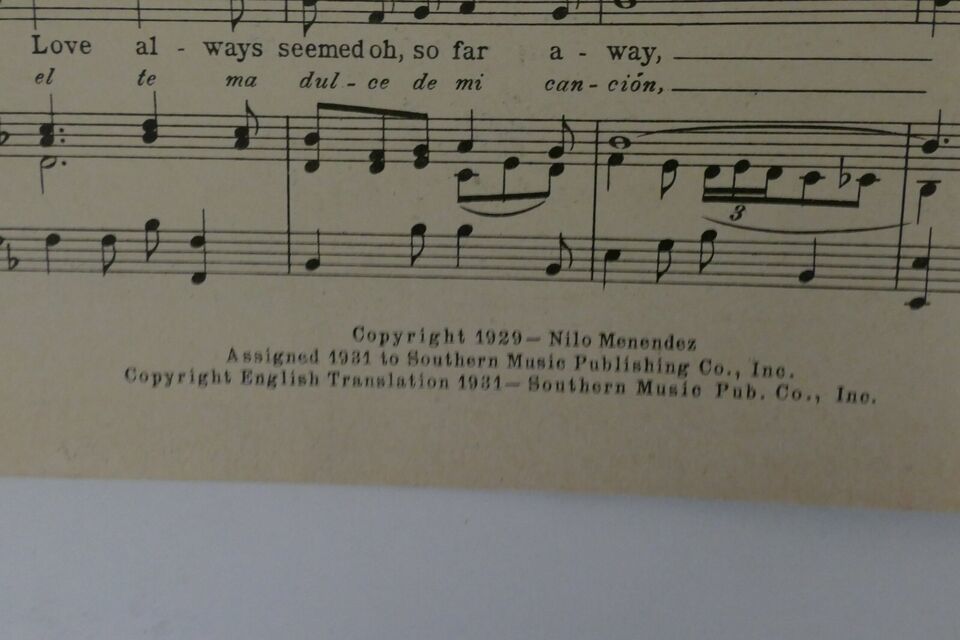 Love al - ways seemed oh, so far a - way,
el te ma dul - ce de mi can - ción,
3
Copyright 1929 — Nilo Menendez
Assigned 1931 to Southern Music Publishing Co., Inc.
Copyright English Translation 1931 — Southern Music Pub. Co., Inc.